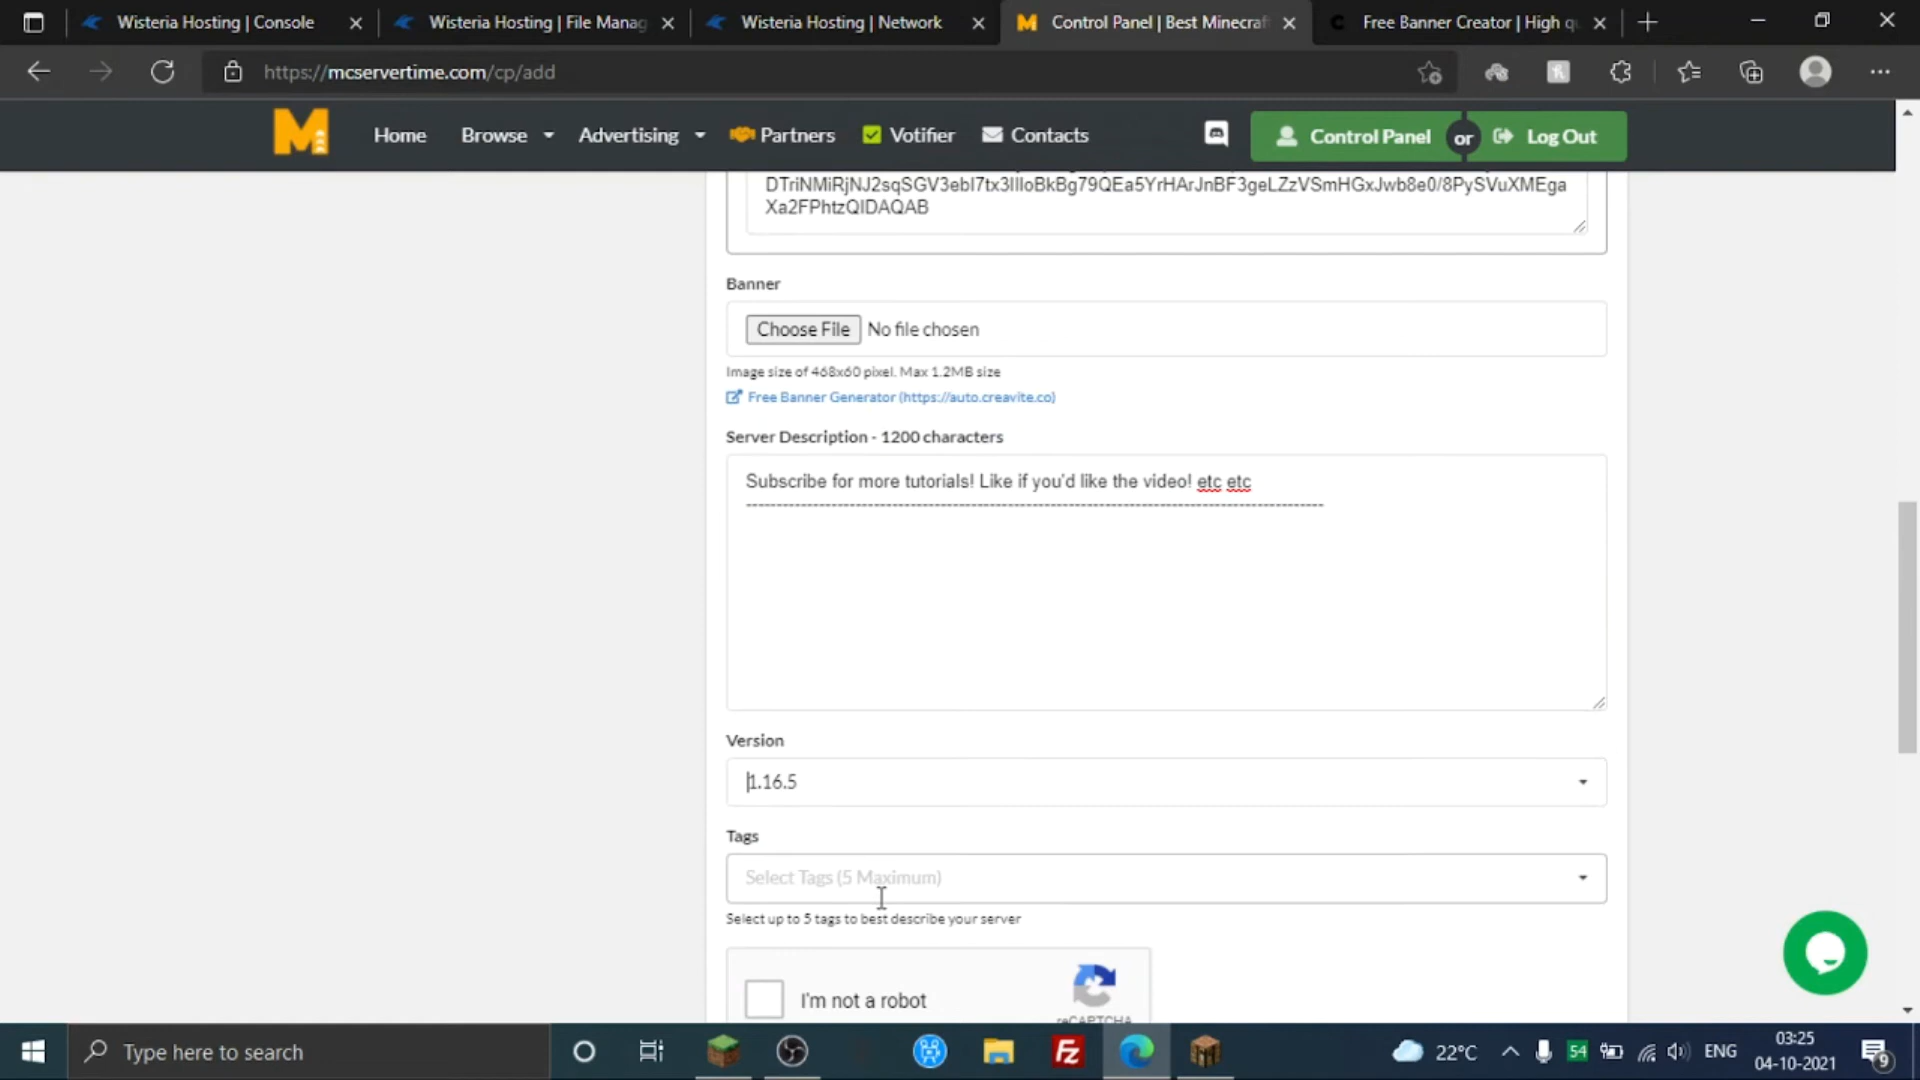 Wisteria Hosting | Console
Wisteria Hosting | File Manag
Wisteria Hosting | Network
Control Panel | Best Minecraf
Free Banner Creator | High q
https://mcservertime.com/cp/add
Home
Browse
Advertising
Partners
Votifier
Contacts
Control Panel
or
Log Out
DTriNMiRjNJ2sqSGV3ebI7tx3IlIoBkBg79QEa5YrHArJnBF3geLZzVSmHGxJwb8e0/8PySVuXMEga
Xa2FPhtzQIDAQAB
Banner
Choose File No file chosen
Image size of 468x60 pixel. Max 1.2MB size
Free Banner Generator (https://auto.creavite.co)
Server Description - 1200 characters
Subscribe for more tutorials! Like if you'd like the video! etc etc
-----------------------------------------------------------------------------------------------
Version
1.16.5
Tags
Select Tags (5 Maximum)
Select up to 5 tags to best describe your server
I'm not a robot
reCAPTCHA
Type here to search
54
22°C
ENG
03:25
04-10-2021
9